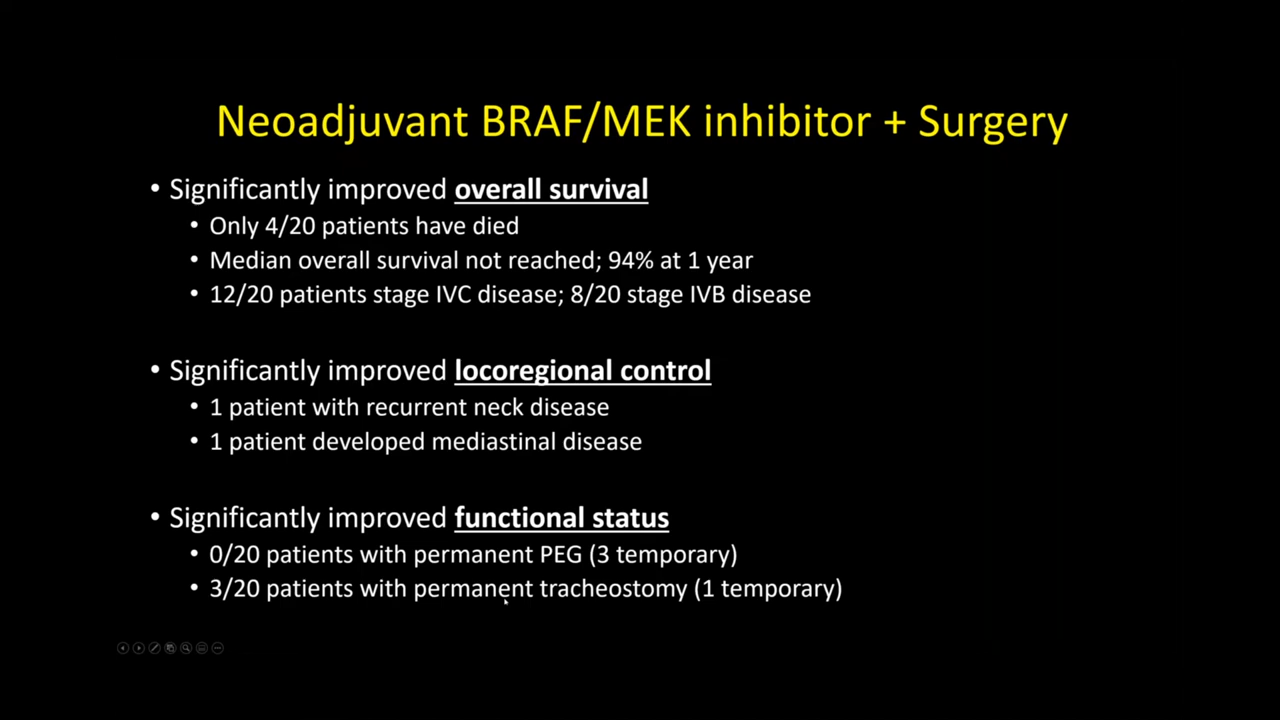 Neoadjuvant BRAF/MEK inhibitor + Surgery
• Significantly improved overall survival
• Only 4/20 patients have died
• Median overall survival not reached; 94% at 1 year
• 12/20 patients stage IVC disease; 8/20 stage IVB disease
• Significantly improved locoregional control
• 1 patient with recurrent neck disease
• 1 patient developed mediastinal disease
• Significantly improved functional status
• 0/20 patients with permanent PEG (3 temporary)
• 3/20 patients with permanent tracheostomy (1 temporary)